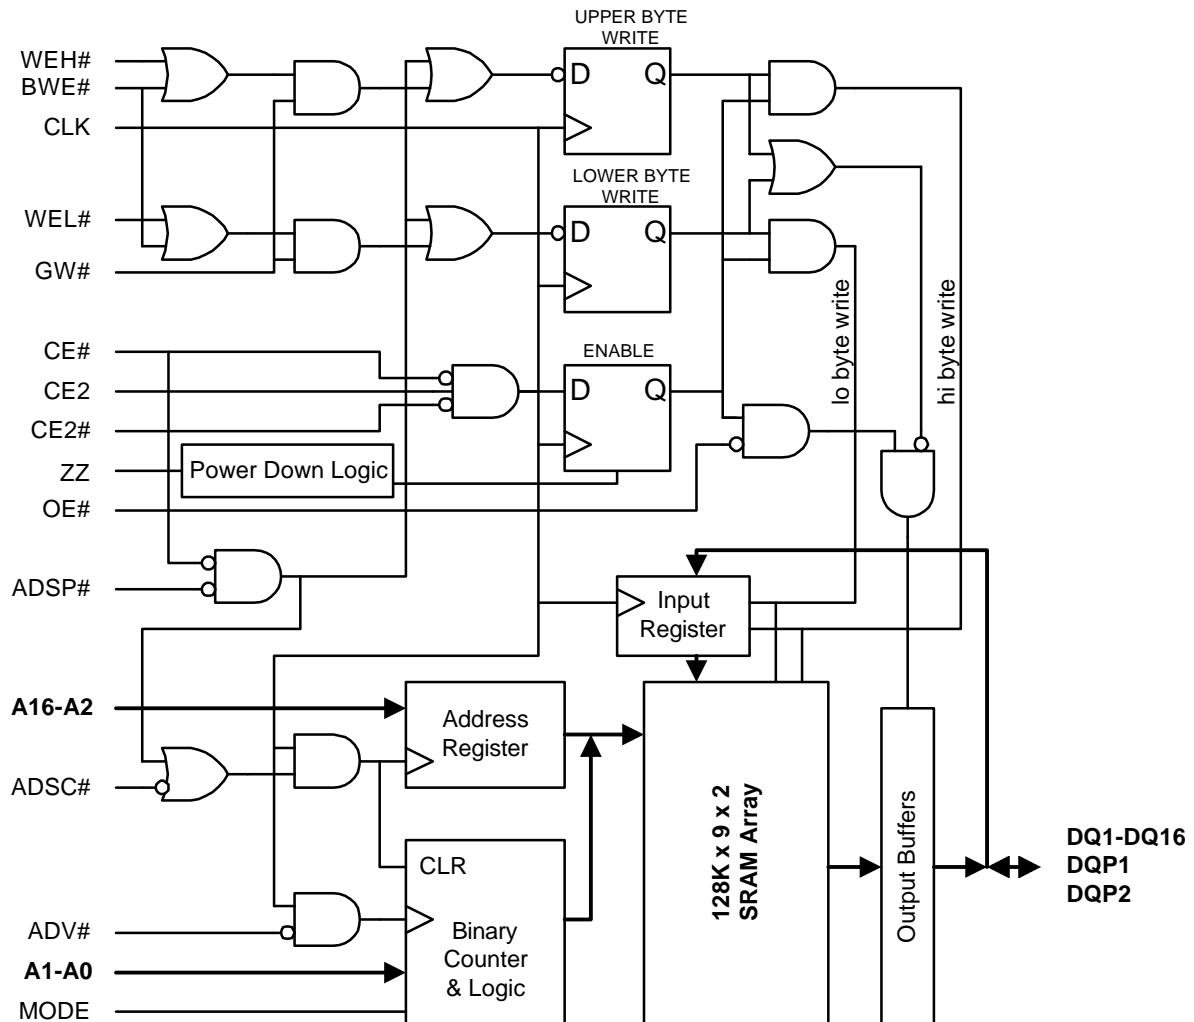 UPPER BYTE
WRITE
WEH#
BWE#
CLK
D
Q
LOWER BYTE
WRITE
WEL#
GW#
D
Q
lo byte write
hi byte write
CE#
CE2
CE2#
ENABLE
D
Q
ZZ
Power Down Logic
OE#
ADSP#
Input
Register
A16-A2
Address
Register
ADSC#
128K x 9 x 2
SRAM Array
Output Buffers
DQ1-DQ16
DQP1
DQP2
CLR
ADV#
Binary
Counter
& Logic
A1-A0
MODE